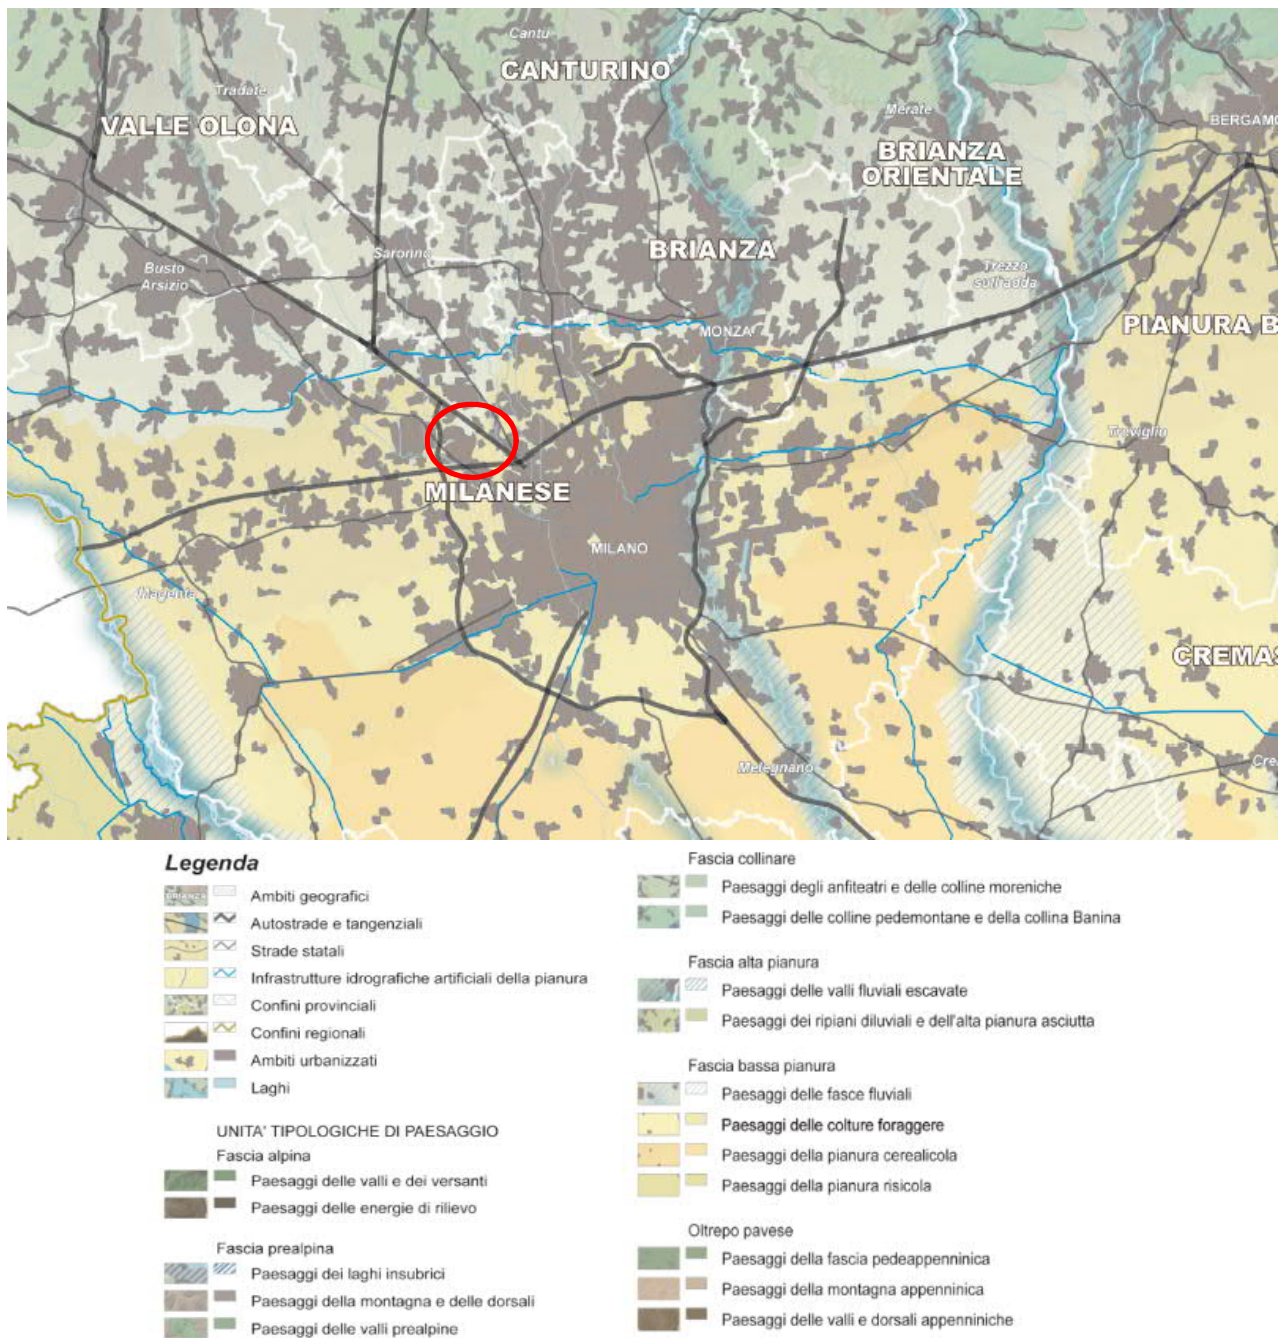 Cantù
CANTURINO
Tradate
VALLE OLONA
Merate
BERGAMO
BRIANZA
ORIENTALE
BRIANZA
Saronno
Busto
Arsizio
Trezzo
sull'adda
MONZA
PIANURA B
Treviglio
MILANESE
MILANO
Magenta
CREMAS
Melegnano
Cre
Legenda
Ambiti geografici
Autostrade e tangenziali
Strade statali
Infrastrutture idrografiche artificiali della pianura
Confini provinciali
Confini regionali
Ambiti urbanizzati
Laghi
UNITA' TIPOLOGICHE DI PAESAGGIO
Fascia alpina
Paesaggi delle valli e dei versanti
Paesaggi delle energie di rilievo
Fascia prealpina
Paesaggi dei laghi insubrici
Paesaggi della montagna e delle dorsali
Paesaggi delle valli prealpine
Fascia collinare
Paesaggi degli anfiteatri e delle colline moreniche
Paesaggi delle colline pedemontane e della collina Banina
Fascia alta pianura
Paesaggi delle valli fluviali escavate
Paesaggi dei ripiani diluviali e dell'alta pianura asciutta
Fascia bassa pianura
Paesaggi delle fasce fluviali
Paesaggi delle colture foraggere
Paesaggi della pianura cerealicola
Paesaggi della pianura risicola
Oltrepo pavese
Paesaggi della fascia pedeappenninica
Paesaggi della montagna appenninica
Paesaggi delle valli e dorsali appenniniche